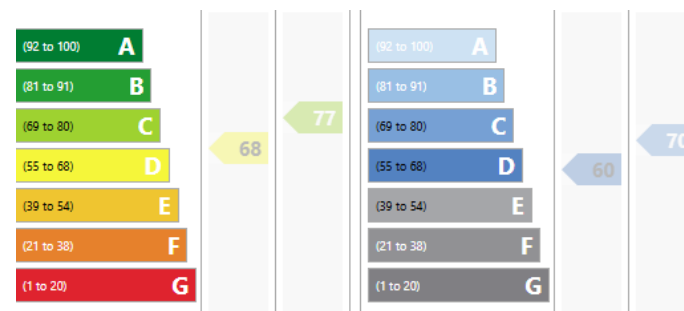 (92 to 100) A
(81 to 91) B
(69 to 80) C
(55 to 68) D
(39 to 54) E
(21 to 38) F
(1 to 20) G
68
77
(92 to 100) A
(81 to 91) B
(69 to 80) C
(55 to 68) D
(39 to 54) E
(21 to 38) F
(1 to 20) G
60
70